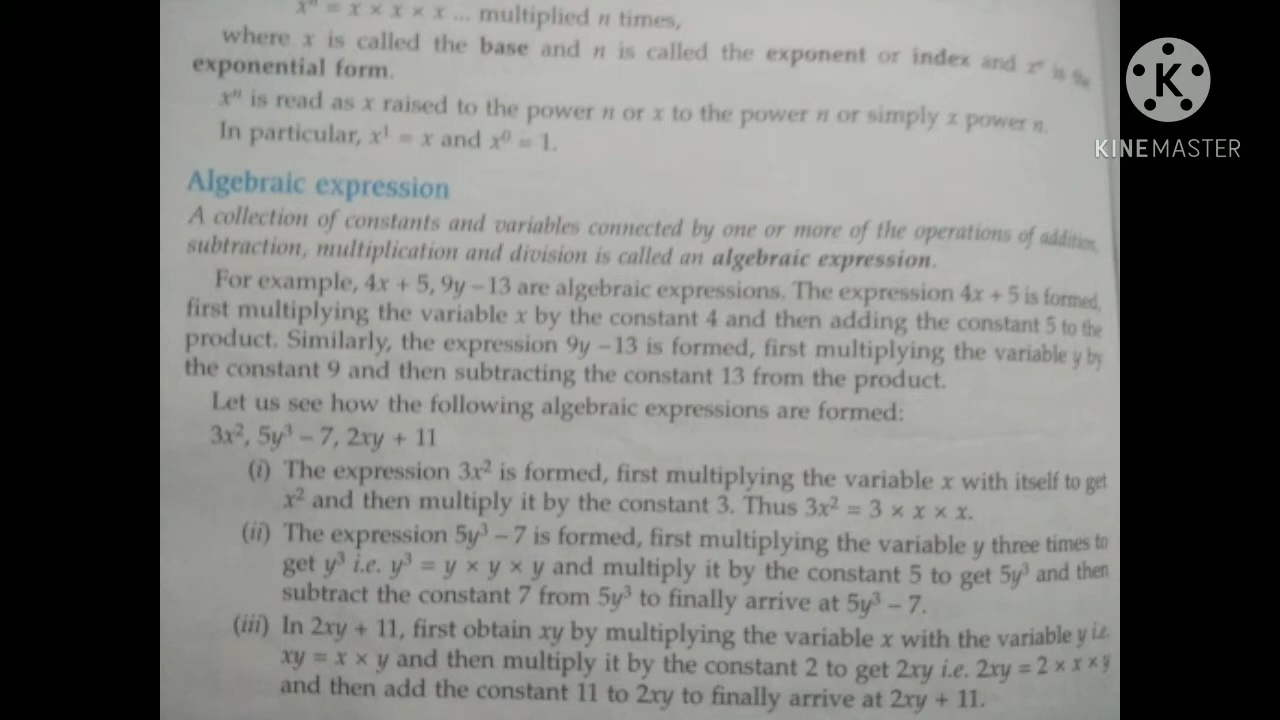 xⁿ = x × x × x ... multiplied n times,
where x is called the base and n is called the exponent or index and xⁿ is the
exponential form.
xⁿ is read as x raised to the power n or x to the power n or simply x power n.
In particular, x¹ = x and x⁰ = 1.
Algebraic expression
A collection of constants and variables connected by one or more of the operations of addition,
subtraction, multiplication and division is called an algebraic expression.
For example, 4x + 5, 9y – 13 are algebraic expressions. The expression 4x + 5 is formed,
first multiplying the variable x by the constant 4 and then adding the constant 5 to the
product. Similarly, the expression 9y – 13 is formed, first multiplying the variable y by
the constant 9 and then subtracting the constant 13 from the product.
Let us see how the following algebraic expressions are formed:
3x², 5y³ – 7, 2xy + 11
(i) The expression 3x² is formed, first multiplying the variable x with itself to get
x² and then multiply it by the constant 3. Thus 3x² = 3 × x × x.
(ii) The expression 5y³ – 7 is formed, first multiplying the variable y three times to
get y³ i.e. y³ = y × y × y and multiply it by the constant 5 to get 5y³ and then
subtract the constant 7 from 5y³ to finally arrive at 5y³ – 7.
(iii) In 2xy + 11, first obtain xy by multiplying the variable x with the variable y i.e.
xy = x × y and then multiply it by the constant 2 to get 2xy i.e. 2xy = 2 × x × y
and then add the constant 11 to 2xy to finally arrive at 2xy + 11.
K
KINEMASTER